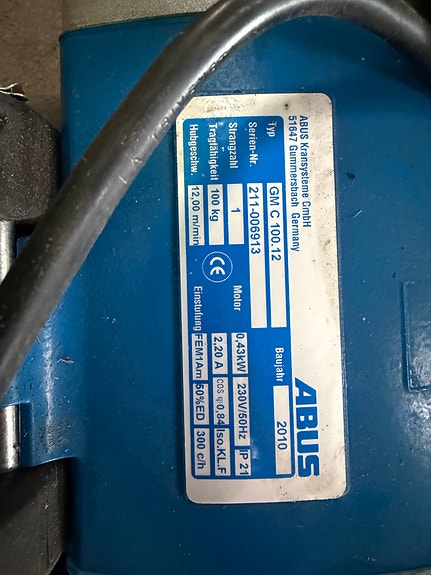 ABUS Kransysteme GmbH
51647 Gummersbach Germany
ABUS
Typ GM C 100.12 Baujahr 2010
Serien-Nr. 211-006913
Strangzahl 1 Motor 0,43kW 230V/50Hz IP 21
Tragfähigkeit 100 kg CE 2,20 A cos φ 0,84 Iso.KL.F
Hubgeschw. 12,00 m/min Einstufung FEM1Am 60%ED 300 c/h